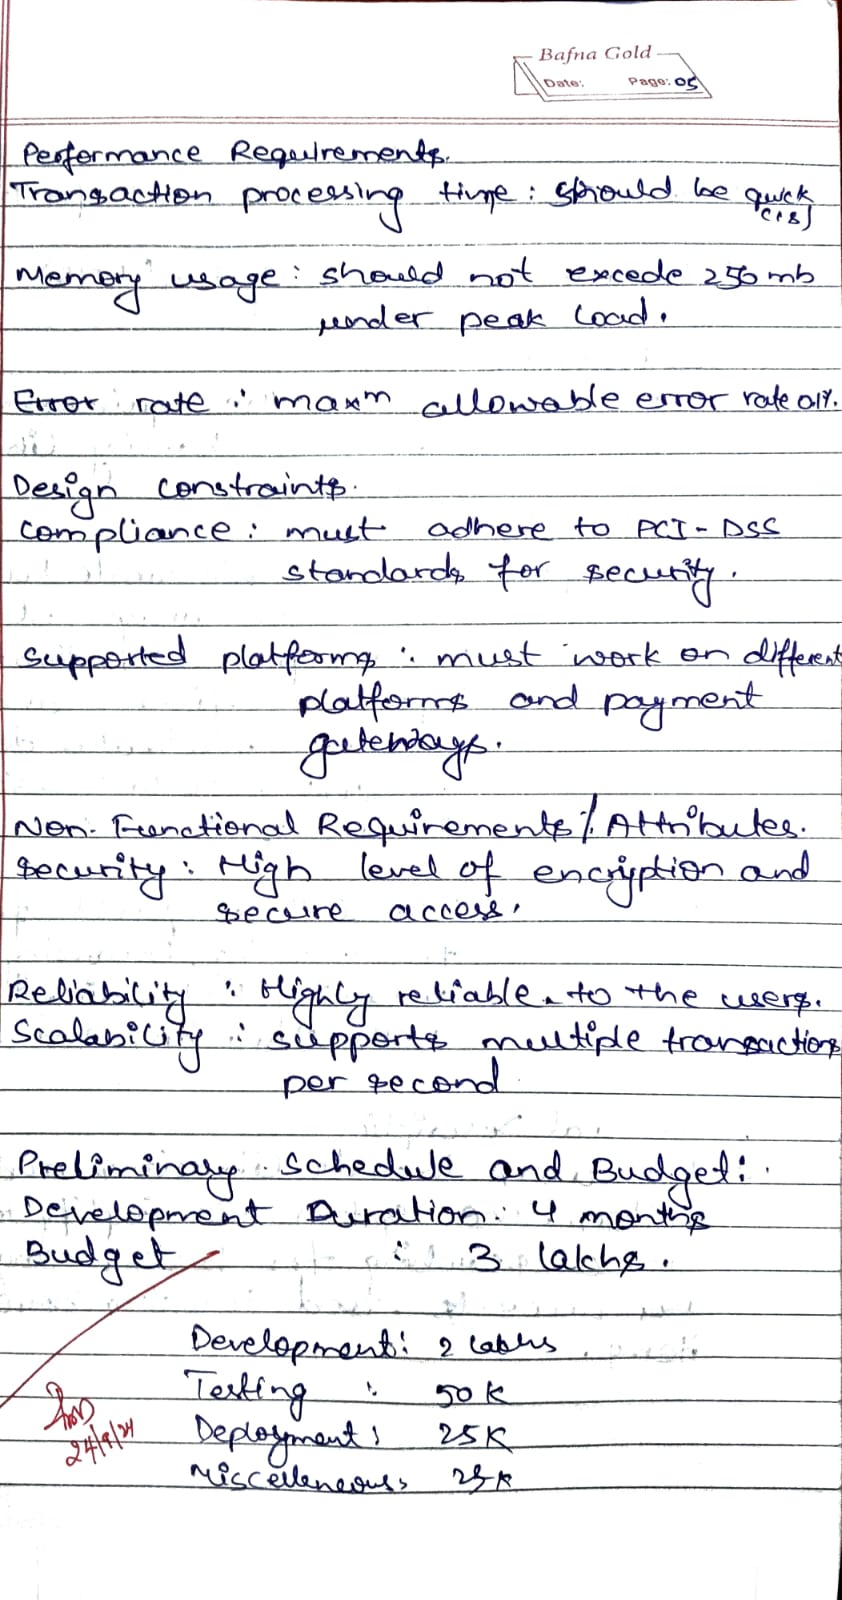 Bafna Gold
Date: Page: 05
Performance Requirements.
Transaction processing time: should be quick
Memory usage: should not excede 250 mb
under peak load.
Error rate: maxm allowable error rate 0.1%.
Design constraints.
Compliance: must adhere to PCI-DSS
standards for security.
Supported platforms: must work on different
platforms and payment
gateways.
Non-Functional Requirements/Attributes.
Security: High level of encryption and
secure access.
Reliability: Highly reliable to the users.
Scalability: supports multiple transactions
per second
Preliminary Schedule and Budget:
Development Duration: 4 months
Budget : 3 lakhs.
Development: 2 lakhs
Testing : 50 K
Deployment: 25K
Miscelleneous: 25K
24/9/24